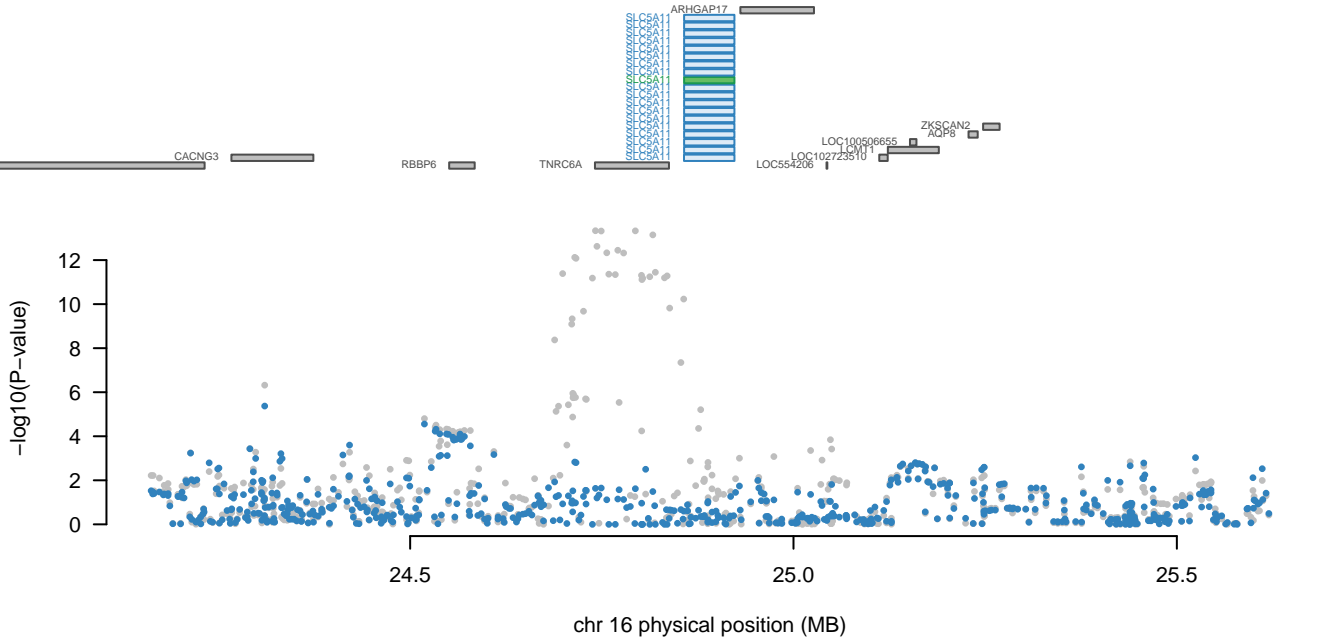 ARHGAP17
SLC5A11
SLC5A11
SLC5A11
SLC5A11
SLC5A11
SLC5A11
SLC5A11
SLC5A11
SLC5A11
SLC5A11
SLC5A11
SLC5A11
SLC5A11
SLC5A11
SLC5A11 ZKSCAN2
SLC5A11 AQP8
SLC5A11 LOC100506655
SLC5A11 LCMT1
CACNG3 SLC5A11 LOC102723510
RBBP6 TNRC6A LOC554206
−log10(P−value)
12
10
8
6
4
2
0
24.5 25.0 25.5
chr 16 physical position (MB)